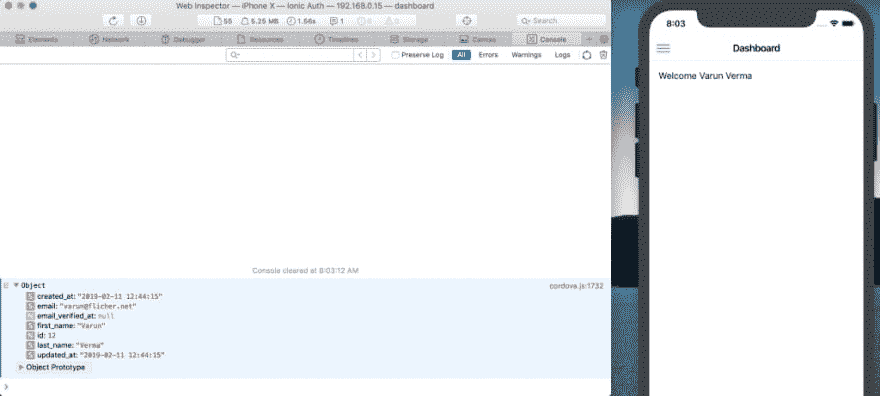 Web Inspector — iPhone X — Ionic Auth — 192.168.0.15 — dashboard
55 5.25 MB 1.56s 1 0 0 Search
Elements Network Debugger Resources Timelines Storage Canvas Console
Preserve Log All Errors Warnings Logs
Console cleared at 8:03:12 AM
Object cordova.js:1732
S created_at: "2019-02-11 12:44:15"
S email: "varun@flicher.net"
N email_verified_at: null
S first_name: "Varun"
N id: 12
S last_name: "Verma"
S updated_at: "2019-02-11 12:44:15"
Object Prototype
8:03
Dashboard
Welcome Varun Verma